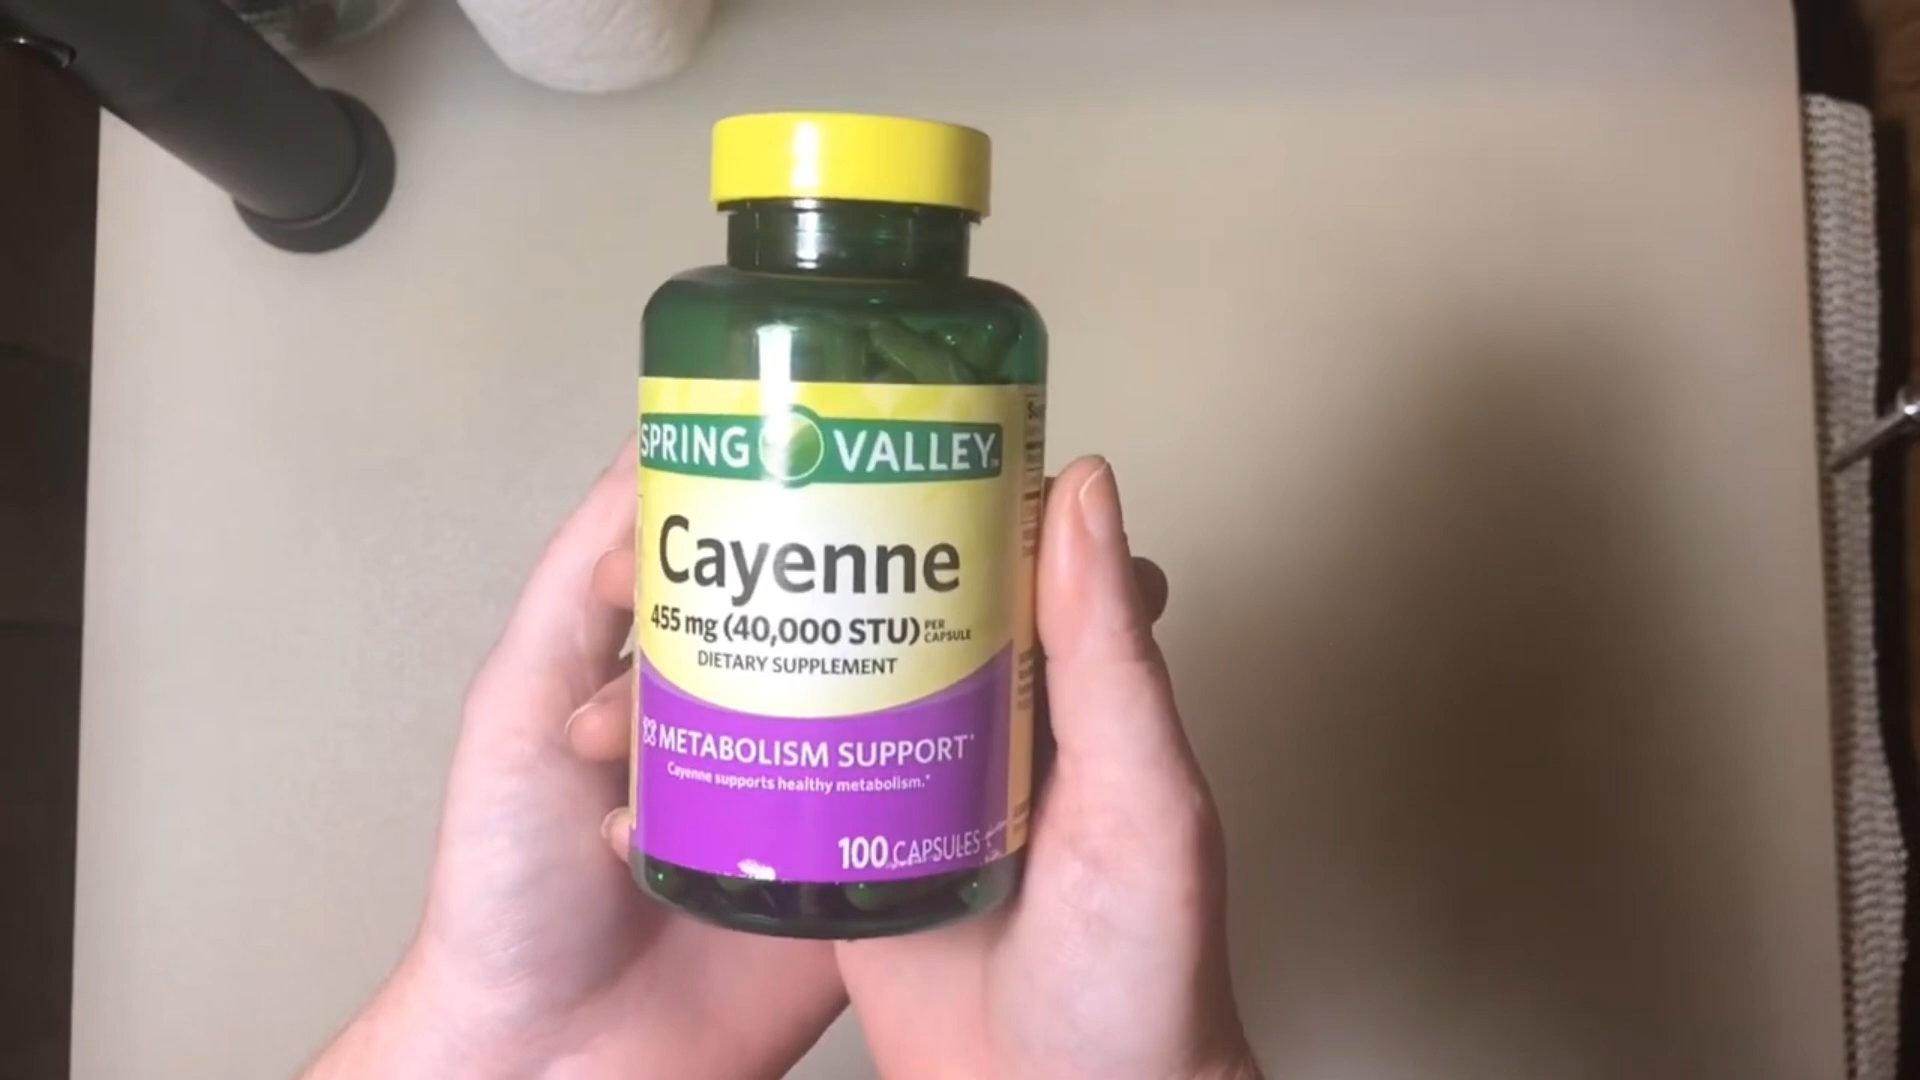 SPRING VALLEY™
Cayenne
455 mg (40,000 STU) PER CAPSULE
DIETARY SUPPLEMENT
METABOLISM SUPPORT*
Cayenne supports healthy metabolism.*
100 CAPSULES